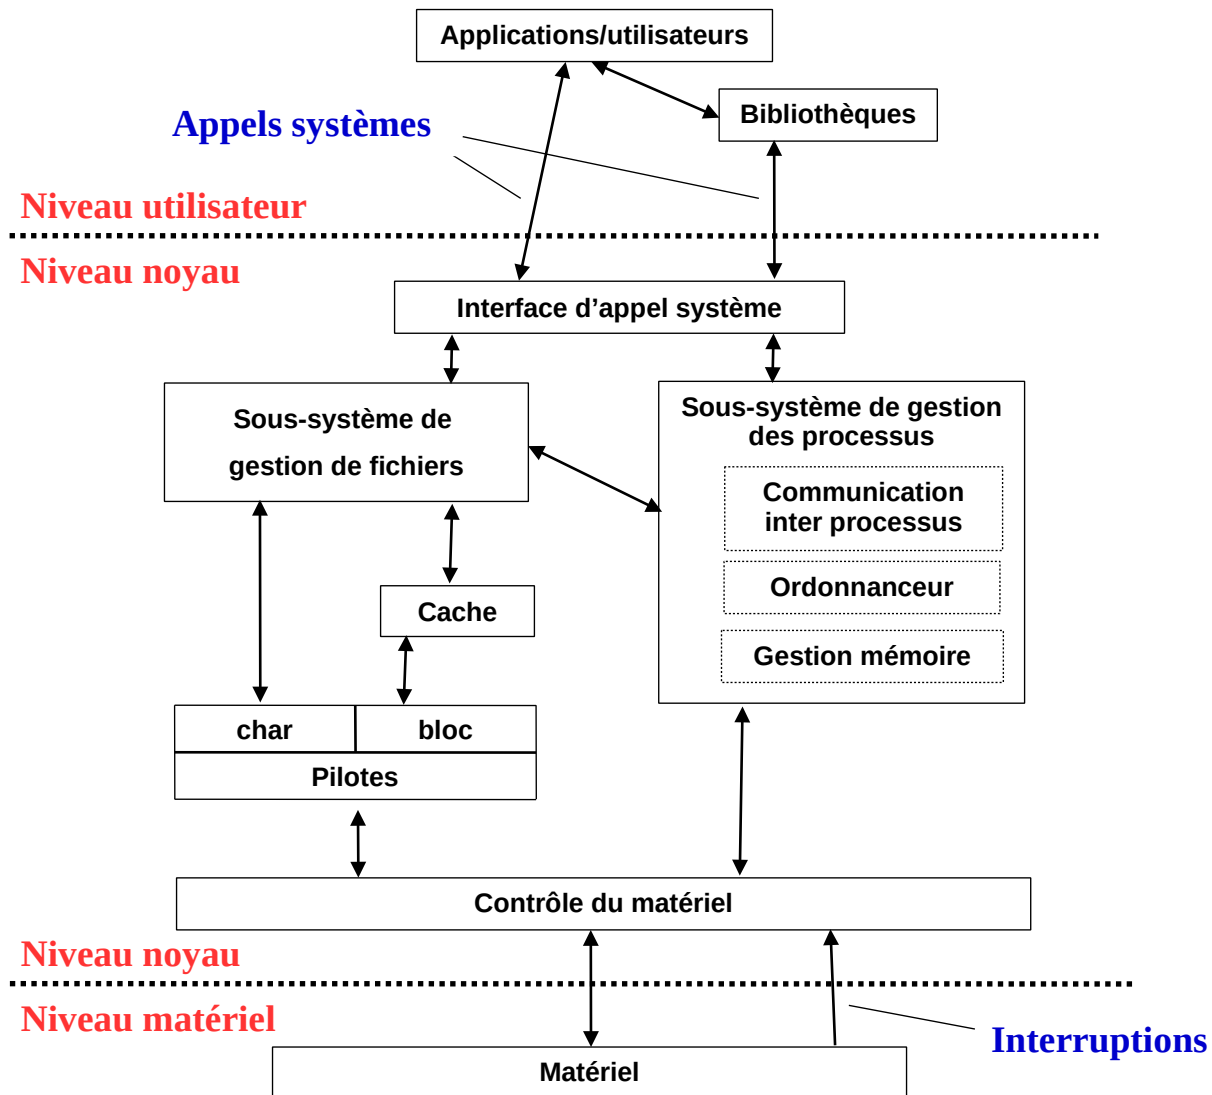 Applications/utilisateurs
Bibliothèques
Appels systèmes
Niveau utilisateur
Niveau noyau
Interface d'appel système
Sous-système de
gestion de fichiers
Sous-système de gestion
des processus
Communication
inter processus
Ordonnanceur
Cache
Gestion mémoire
char
bloc
Pilotes
Contrôle du matériel
Niveau noyau
Niveau matériel
Interruptions
Matériel